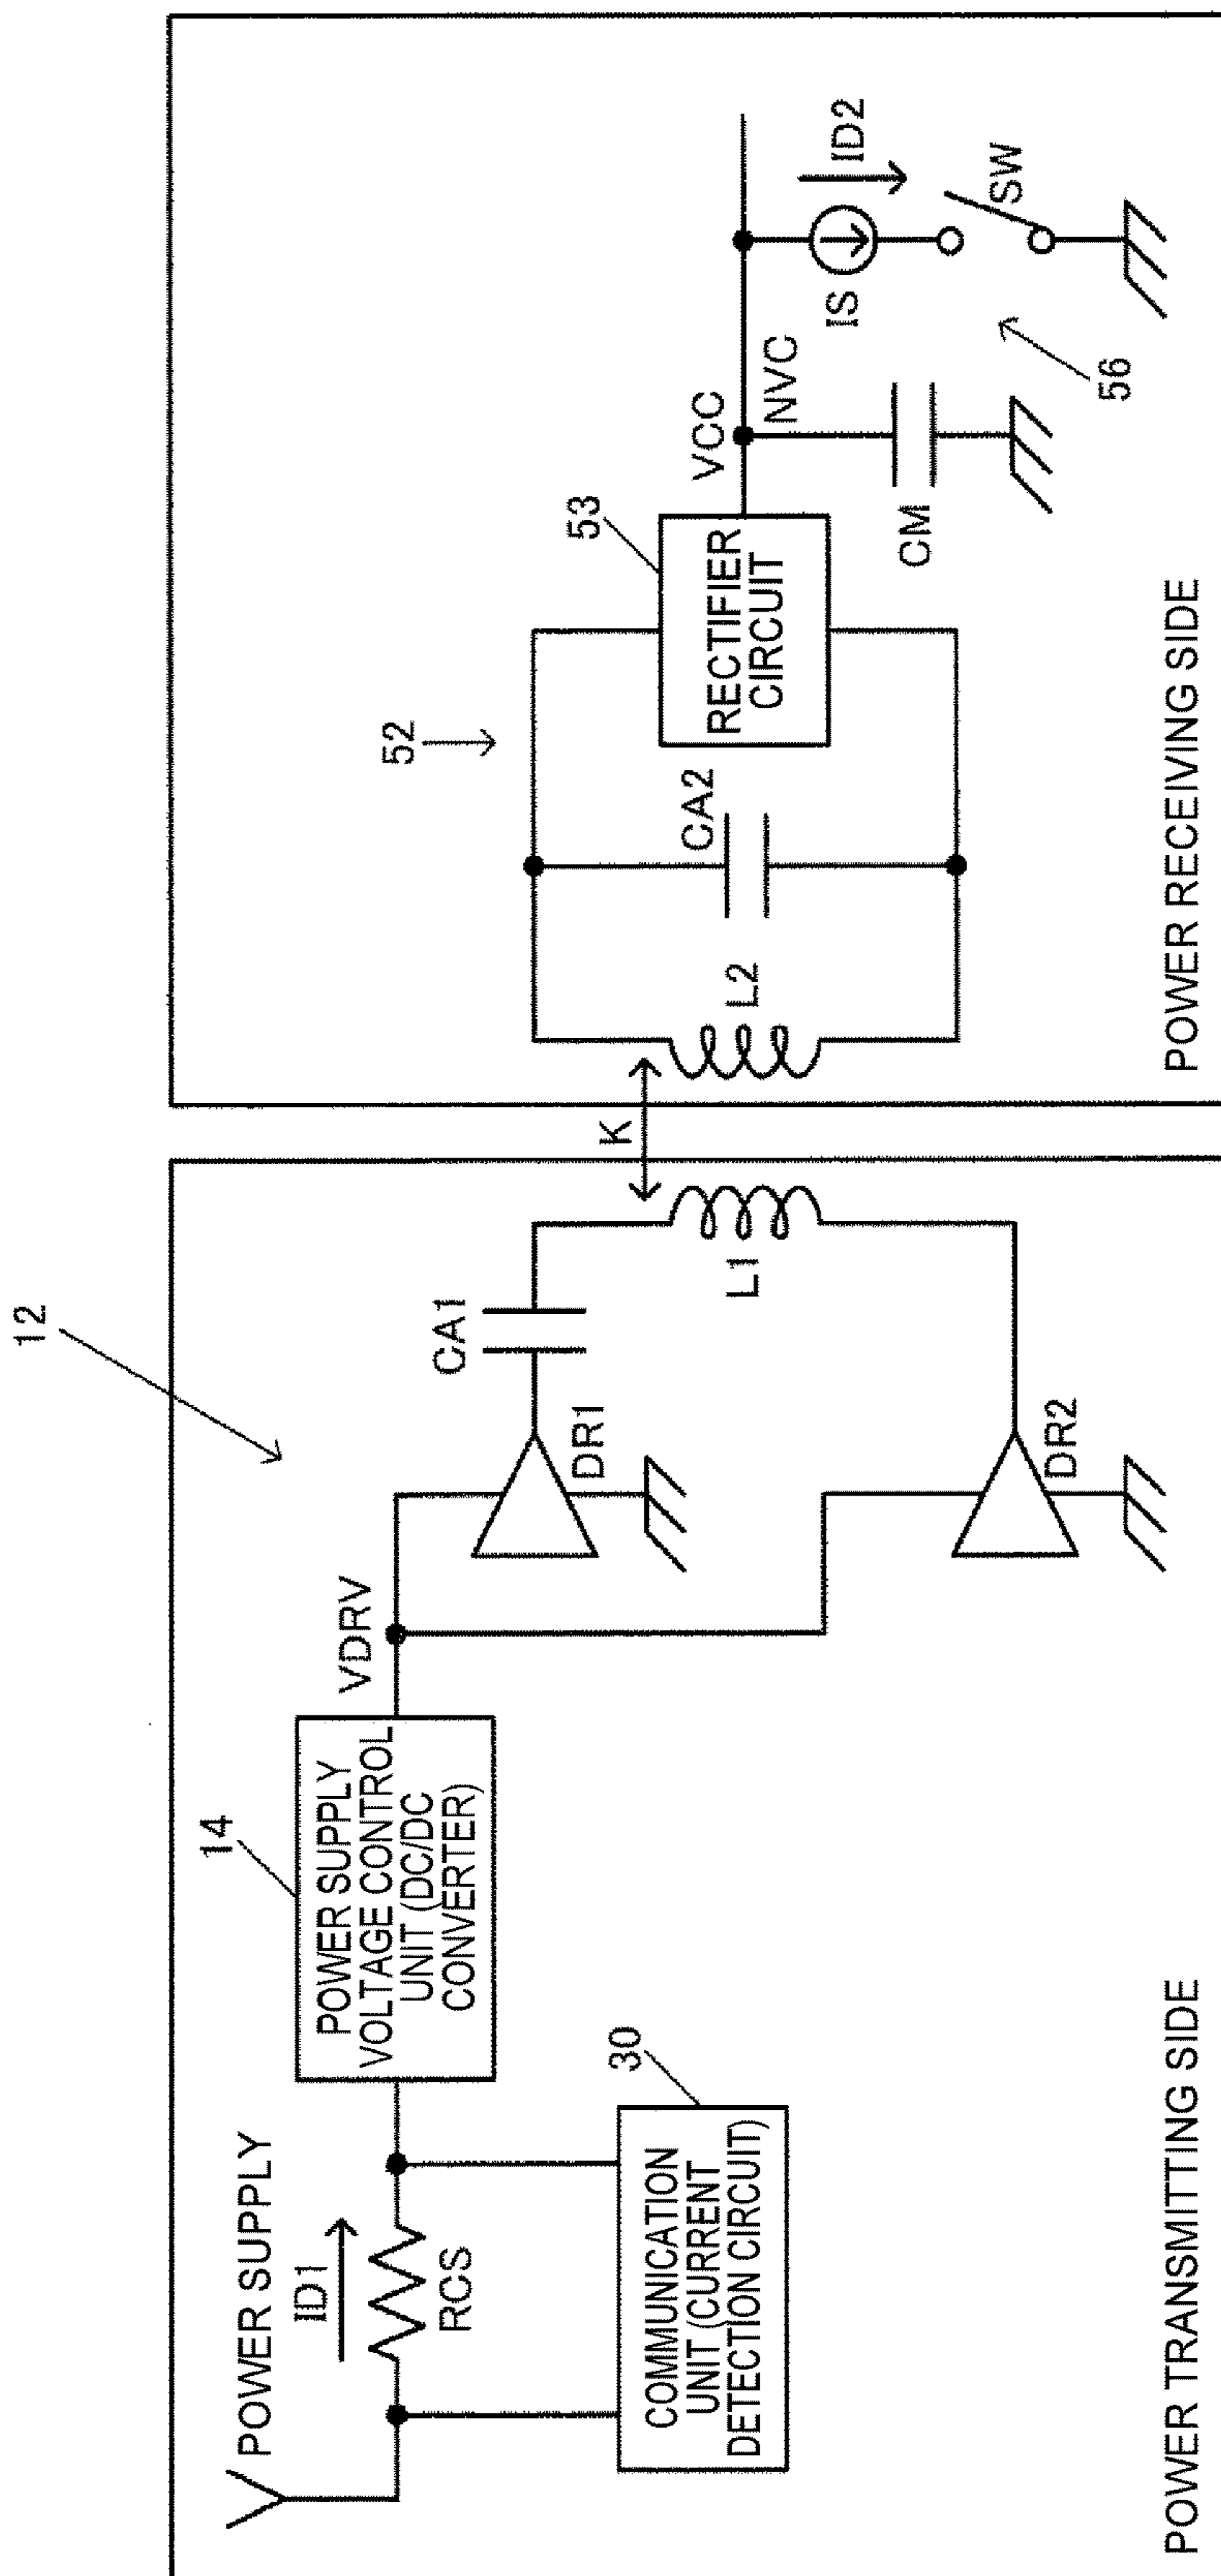 12
POWER SUPPLY
ID1
RCS
14
POWER SUPPLY
VOLTAGE CONTROL
UNIT (DC/DC
CONVERTER)
VDRV
30
COMMUNICATION
UNIT (CURRENT
DETECTION CIRCUIT)
DR1
CA1
DR2
L1
K
POWER TRANSMITTING SIDE
L2
CA2
52
53
RECTIFIER
CIRCUIT
VCC
NVC
CM
IS
ID2
SW
56
POWER RECEIVING SIDE